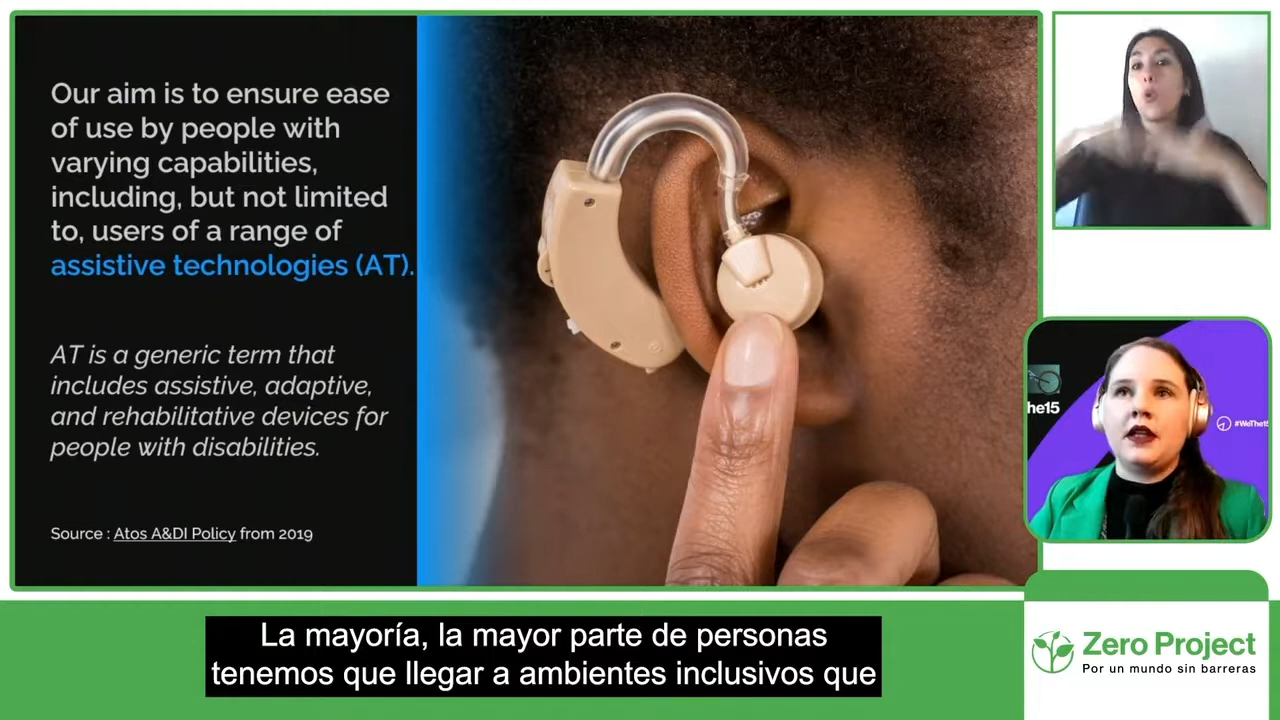 Our aim is to ensure ease
of use by people with
varying capabilities,
including, but not limited
to, users of a range of
assistive technologies (AT).
AT is a generic term that
includes assistive, adaptive,
and rehabilitative devices for
people with disabilities.
Source : Atos A&DI Policy from 2019
he15
#WeThe15
La mayoría, la mayor parte de personas
tenemos que llegar a ambientes inclusivos que
Zero Project
Por un mundo sin barreras